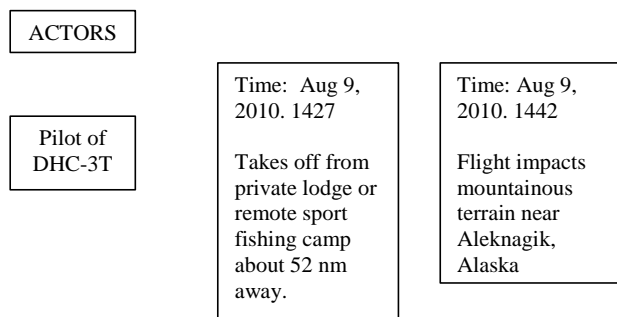 ACTORS
Pilot of
DHC-3T
Time: Aug 9,
2010. 1427
Takes off from
private lodge or
remote sport
fishing camp
about 52 nm
away.
Time: Aug 9,
2010. 1442
Flight impacts
mountainous
terrain near
Aleknagik,
Alaska